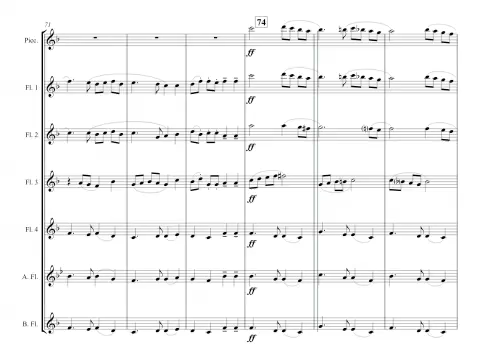 71
74
Picc.
ff
Fl. 1
ff
Fl. 2
ff
Fl. 3
ff
Fl. 4
ff
A. Fl.
ff
B. Fl.
ff